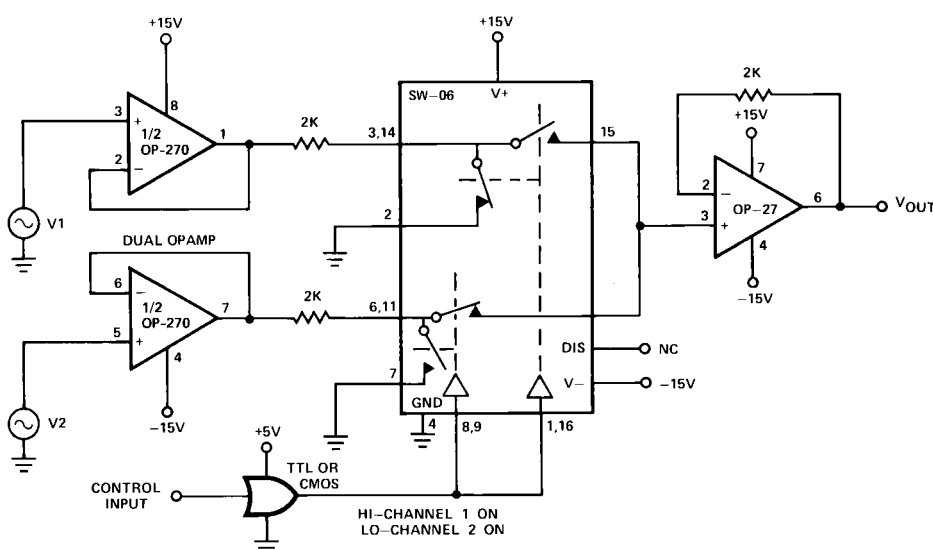 +15V
+15V
SW-06
V+
2K
+15V
3
+
8
1/2
OP-270
1
2
-
2K
3,14
15
2
-
7
OP-27
6
3
+
4
-15V
VOUT
V1
2
DUAL OPAMP
6
-
1/2
OP-270
7
5
+
4
-15V
2K
6,11
7
V2
DIS
NC
V-
-15V
GND
4
8,9
1,16
+5V
TTL OR
CMOS
CONTROL
INPUT
HI-CHANNEL 1 ON
LO-CHANNEL 2 ON